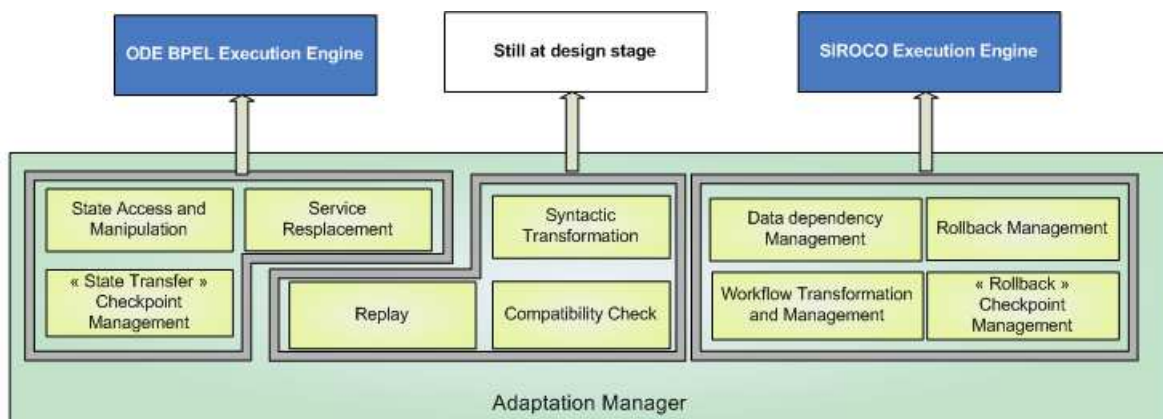 ODE BPEL Execution Engine
Still at design stage
SIROCO Execution Engine
State Access and
Manipulation
Service
Resplacement
« State Transfer »
Checkpoint
Management
Syntactic
Transformation
Replay
Compatibility Check
Data dependency
Management
Rollback Management
Workflow Transformation
and Management
« Rollback »
Checkpoint
Management
Adaptation Manager